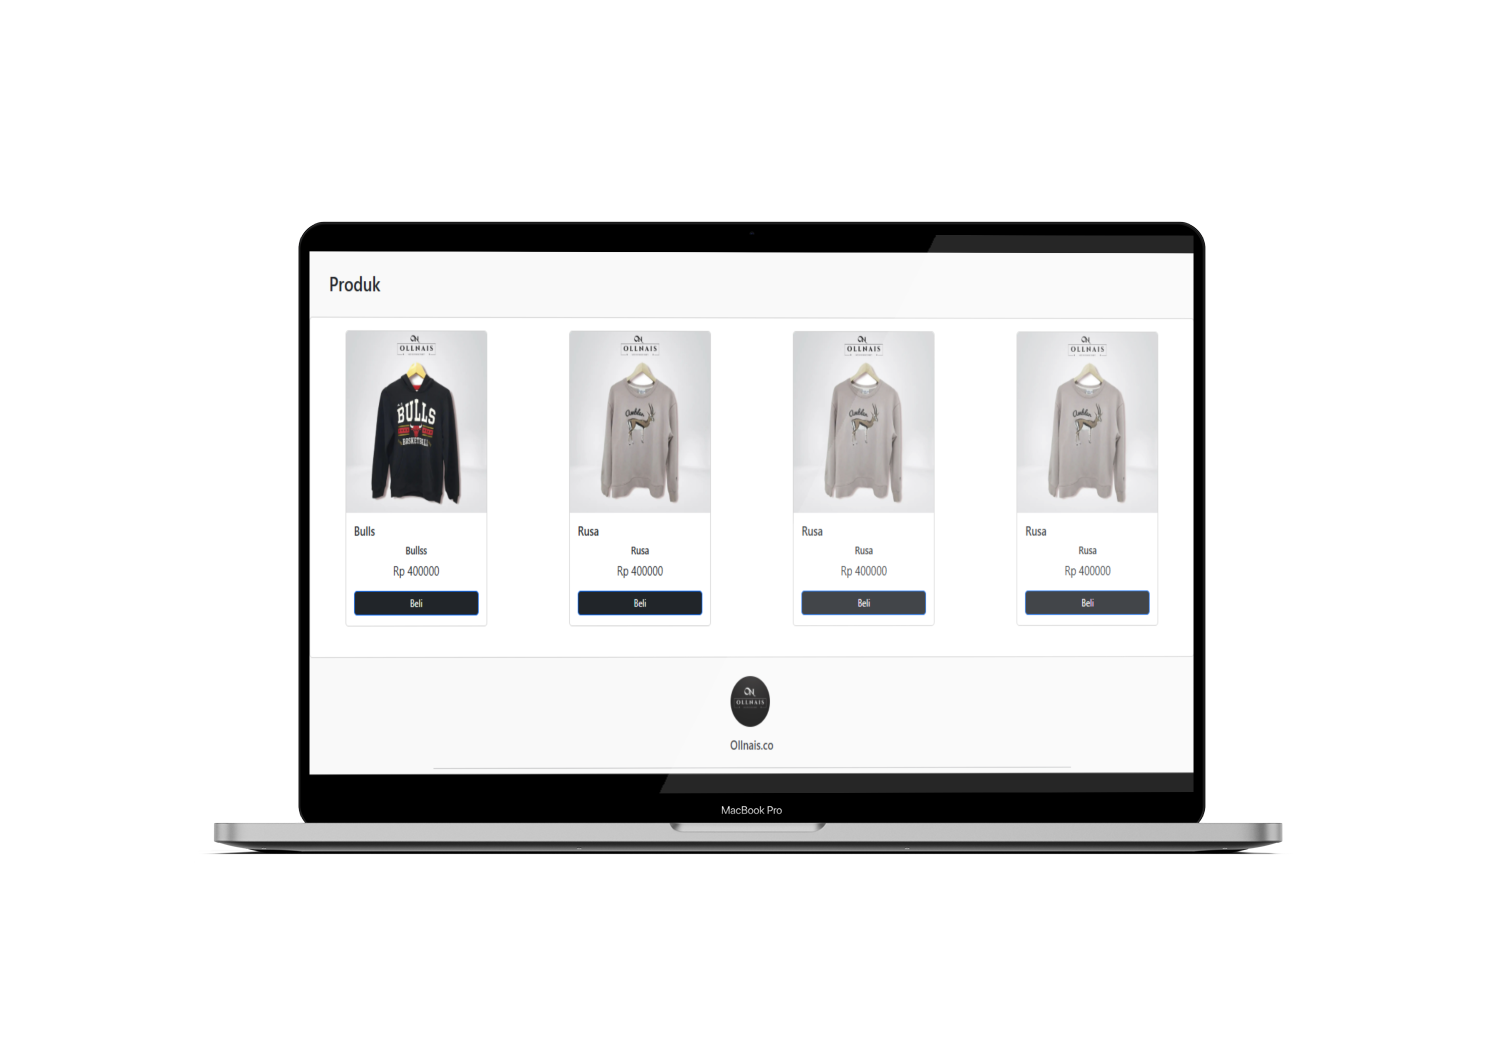 Produk
OLLNAIS
OLLNAIS
OLLNAIS
OLLNAIS
BULLS
BASKETBALL
Bulls
Rusa
Rusa
Rusa
Bullss
Rusa
Rusa
Rusa
Rp 400000
Rp 400000
Rp 400000
Rp 400000
Beli
Beli
Beli
Beli
ON
OLLNAIS
Ollnais.co
MacBook Pro